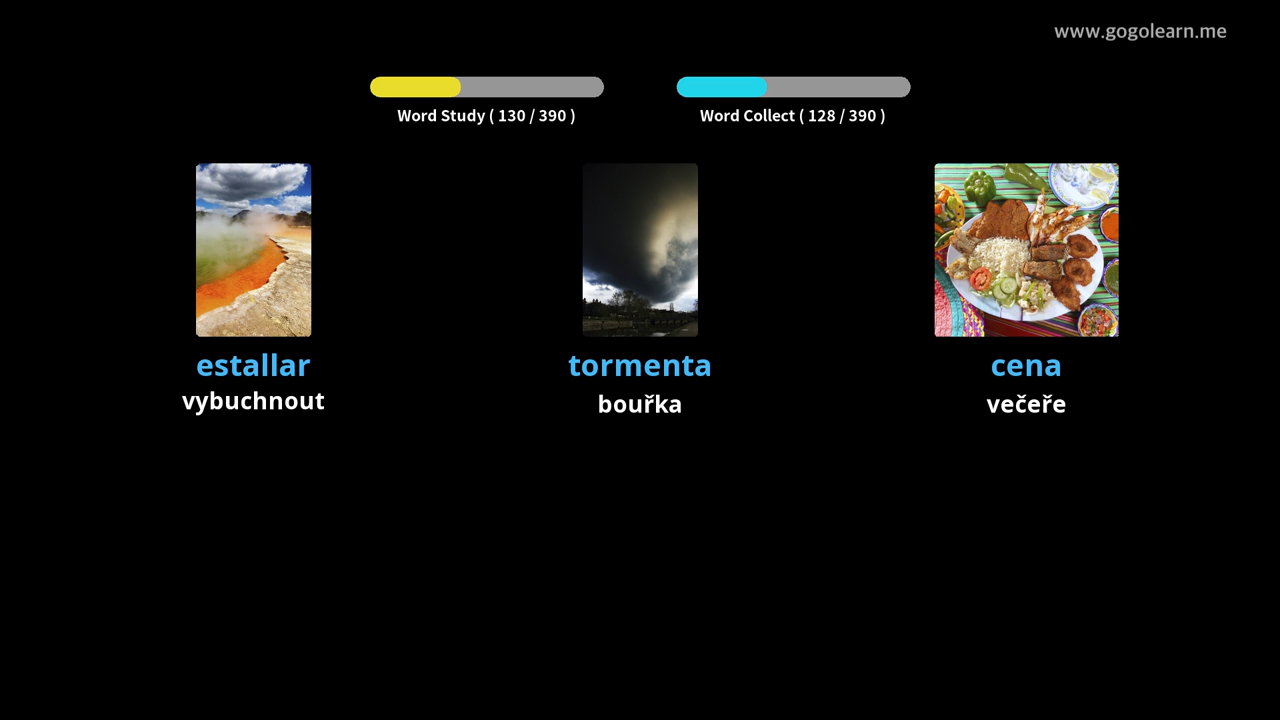 www.gogolearn.me
Word Study ( 130 / 390 )
Word Collect ( 128 / 390 )
estallar
vybuchnout
tormenta
bouřka
cena
večeře